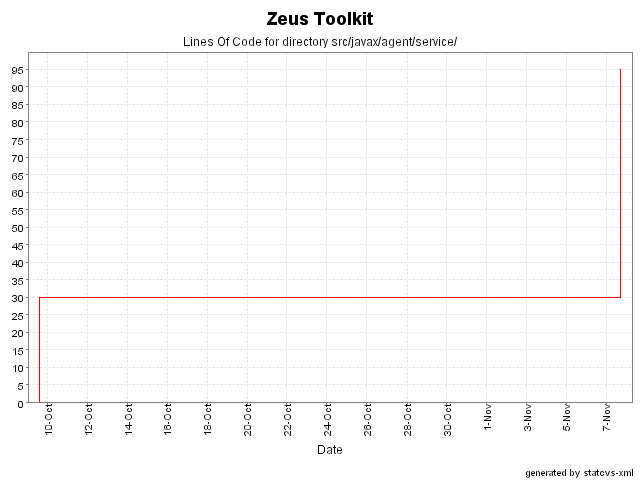 Zeus Toolkit
Lines Of Code for directory src/javax/agent/service/
95
90
85
80
75
70
65
60
55
50
45
40
35
30
25
20
15
10
5
0
10-Oct
12-Oct
14-Oct
16-Oct
18-Oct
20-Oct
22-Oct
24-Oct
26-Oct
28-Oct
30-Oct
1-Nov
3-Nov
5-Nov
7-Nov
Date
generated by statcvs-xml